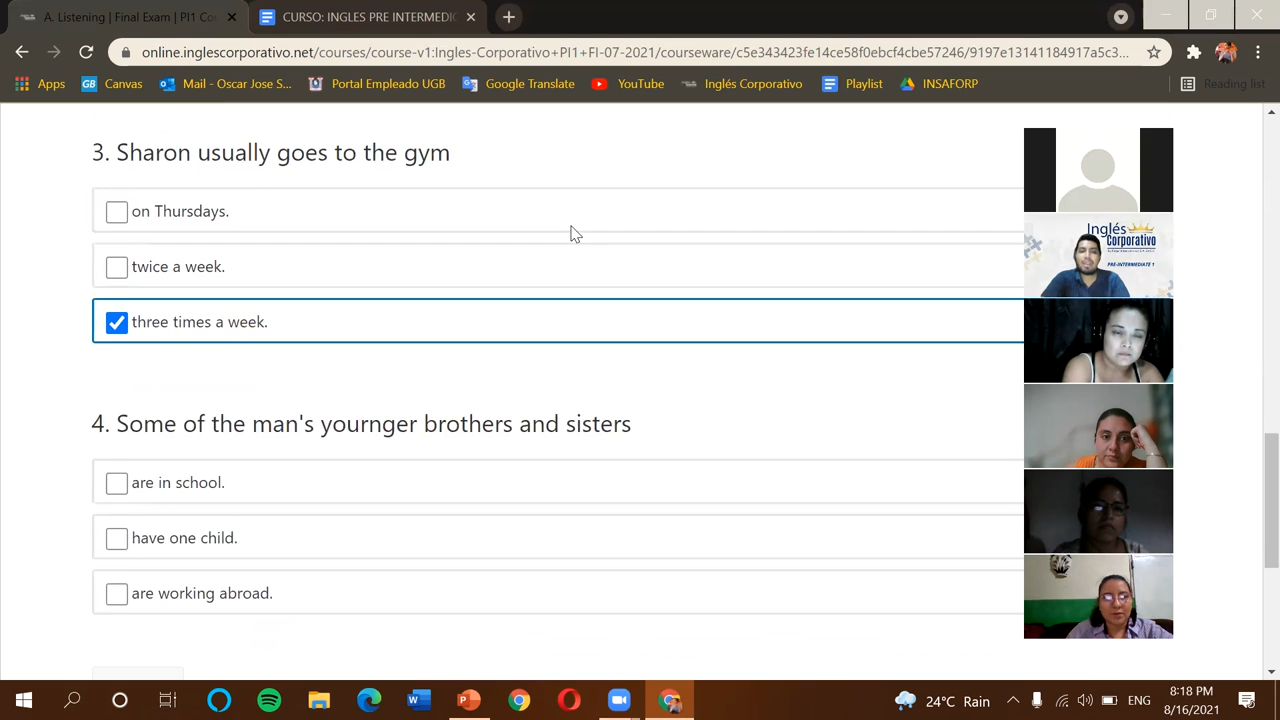 A. Listening | Final Exam | PI1 Co
CURSO: INGLES PRE INTERMEDIO
online.inglescorporativo.net/courses/course-v1:Ingles-Corporativo+PI1+FI-07-2021/courseware/c5e343423fe14ce58f0ebcf4cbe57246/9197e13141184917a5c3...
Apps
Canvas
Mail - Oscar Jose S...
Portal Empleado UGB
Google Translate
YouTube
Inglés Corporativo
Playlist
INSAFORP
Reading list
3. Sharon usually goes to the gym
on Thursdays.
twice a week.
three times a week.
4. Some of the man's yournger brothers and sisters
are in school.
have one child.
are working abroad.
Inglés
Corporativo
PRE-INTERMEDIATE 1
24°C Rain
ENG
8:18 PM
8/16/2021